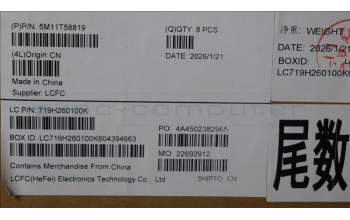 (P)P/N: 5M11T58819
(Q)QTY: 8 PCS
(4L)Origin: CN
DATE: 2026/1/21
Made in China
Supplier: LCFC
净重: WEIGHT
DATE: 2026/1/21
BOXID:
LC719H260100
LC P/N: 719H260100K
BOX ID: LC719H260100K604394663
PO: 4A4502382965
MO: 22692912
Contains Merchandise From:China
LCFC(HeFei) Electronics Technology Co., Ltd
SHIPTO: CN
尾数